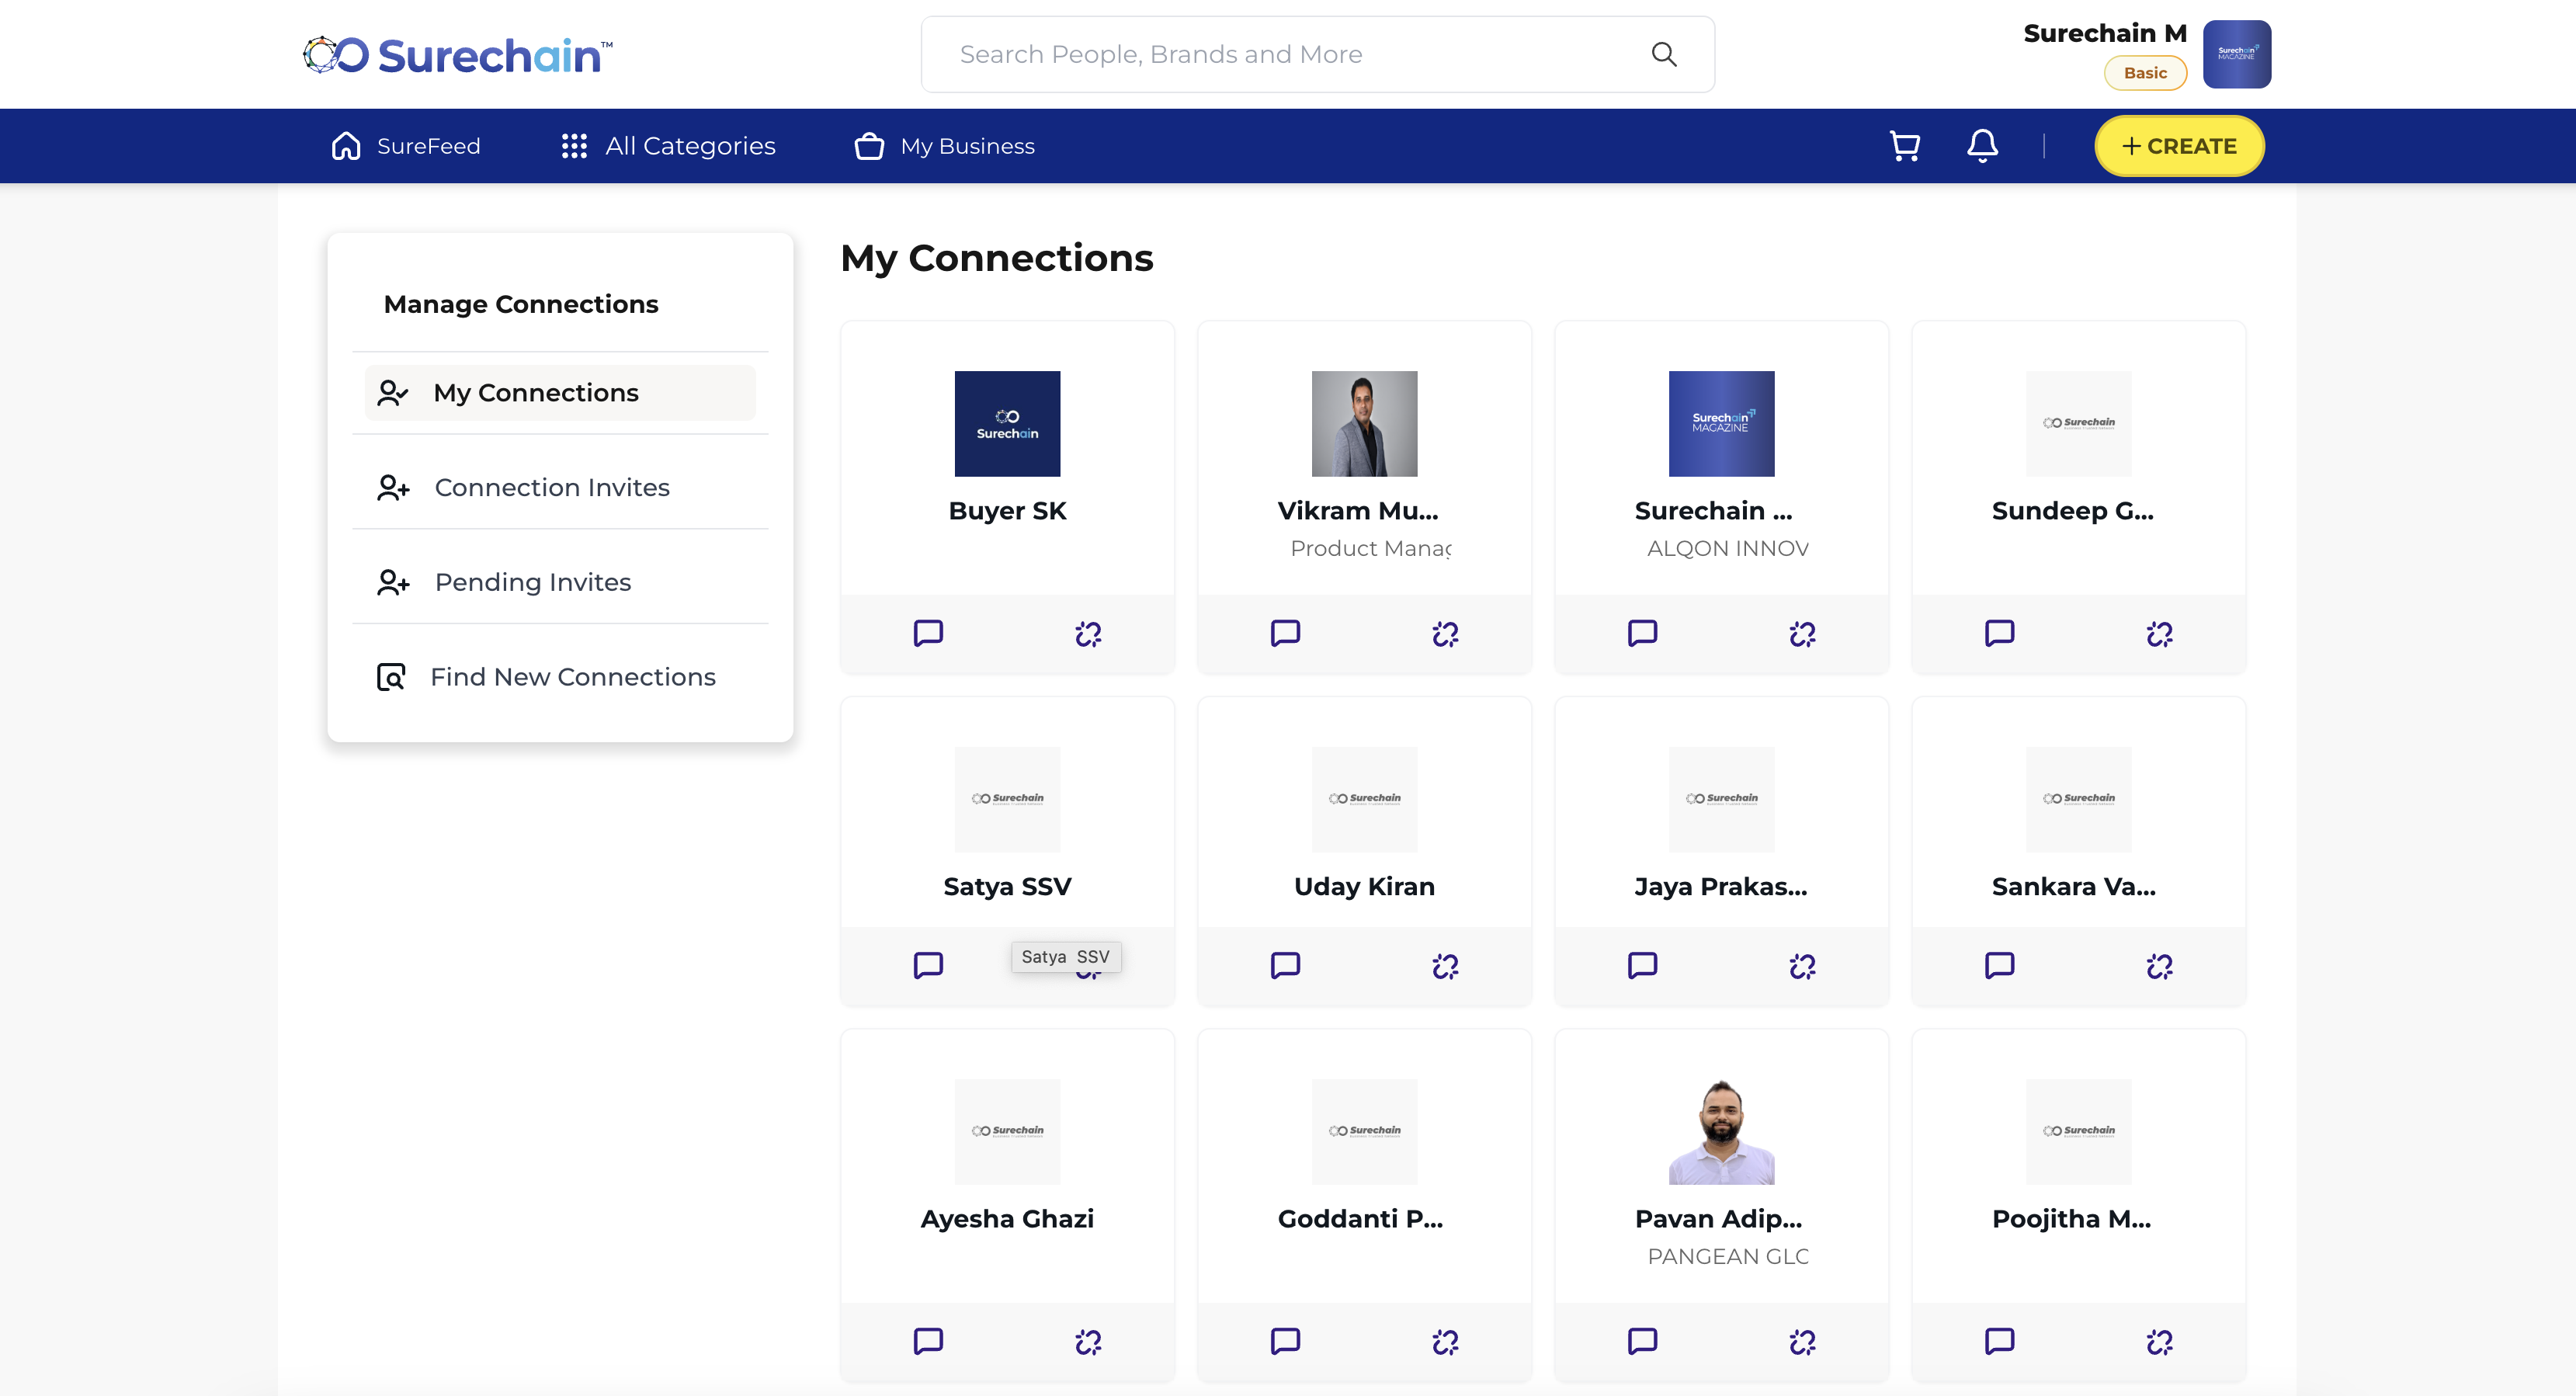 Surechain™
Search People, Brands and More
Surechain M
Basic
Surechain
MAGAZINE
SureFeed
All Categories
My Business
+ CREATE
Manage Connections
My Connections
Connection Invites
Pending Invites
Find New Connections
My Connections
Surechain
Buyer SK
Vikram Mu...
Product Manag
Surechain
MAGAZINE
Surechain ...
ALQON INNOV
Surechain
Sundeep G...
Surechain
Satya SSV
Satya SSV
Surechain
Uday Kiran
Surechain
Jaya Prakas...
Surechain
Sankara Va...
Surechain
Ayesha Ghazi
Surechain
Goddanti P...
Pavan Adip...
PANGEAN GLC
Surechain
Poojitha M...